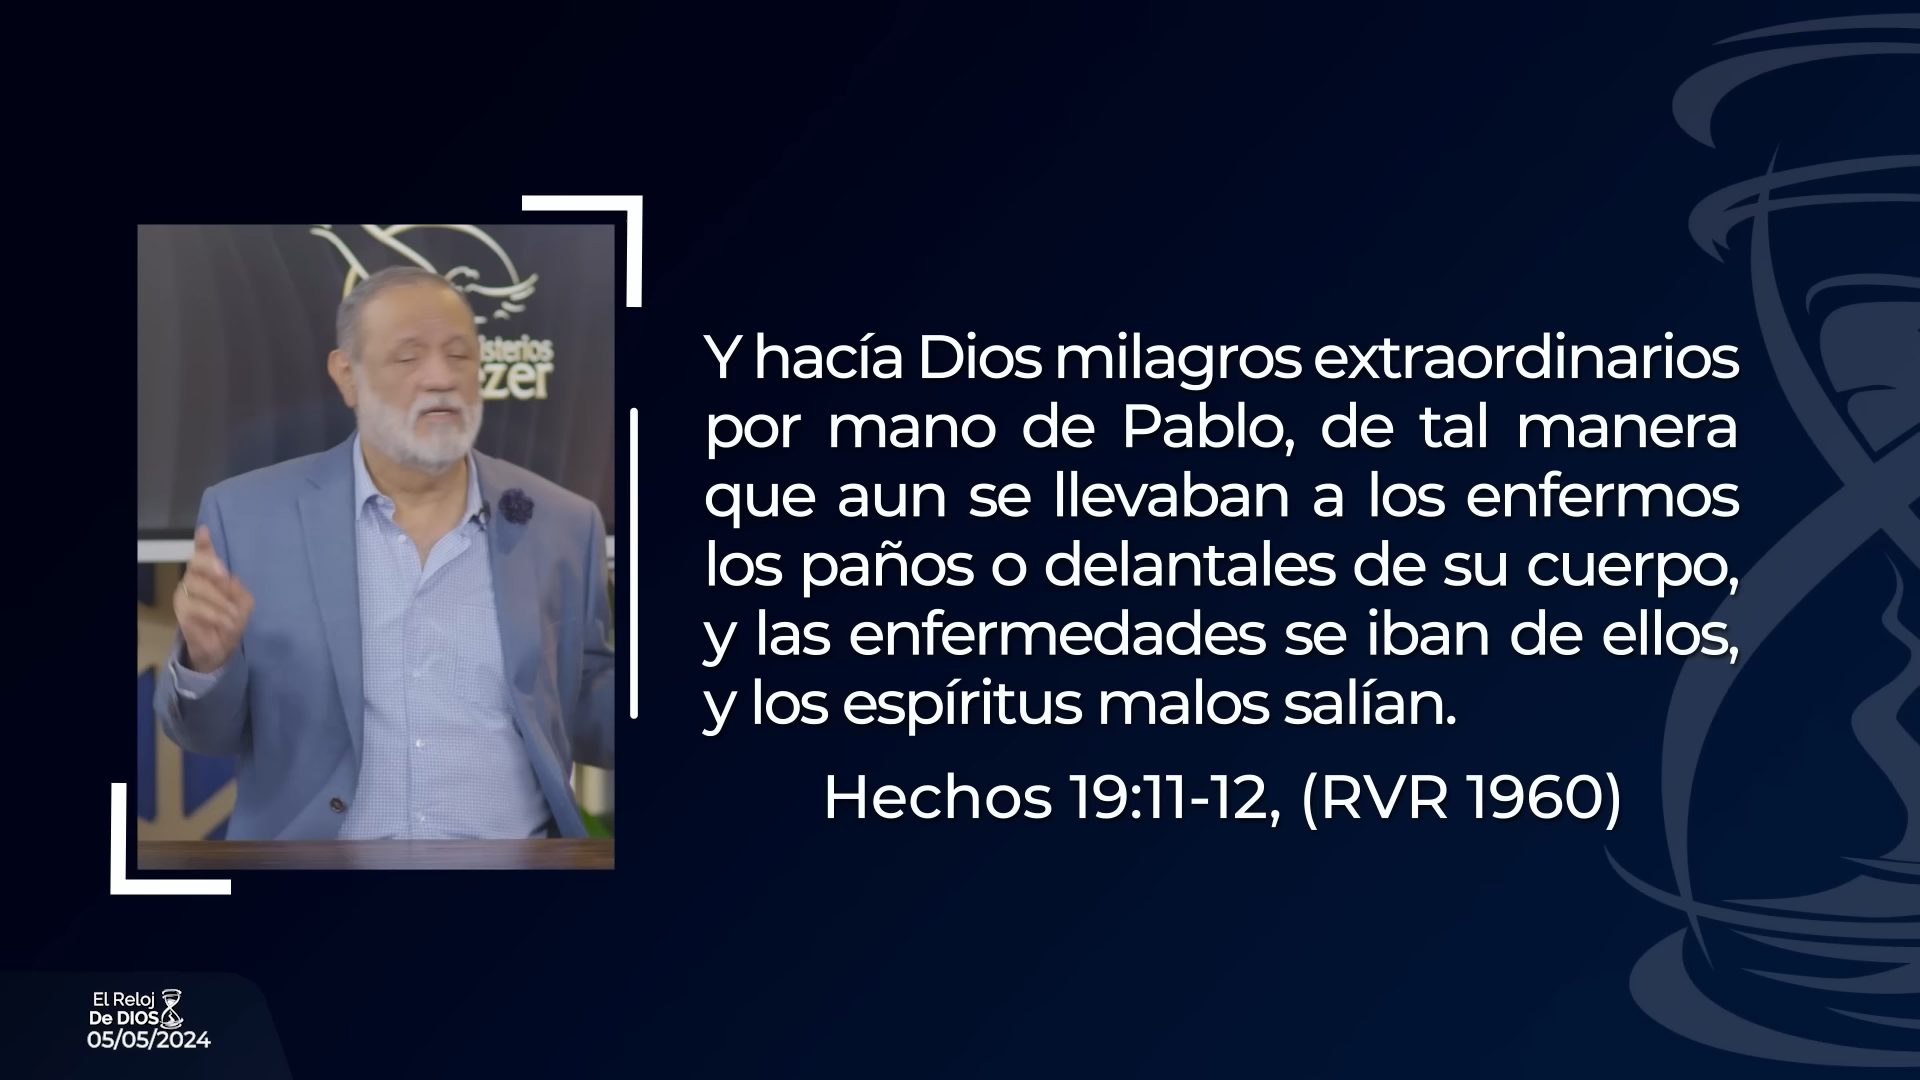 isterios
ezer
Y hacía Dios milagros extraordinarios
por mano de Pablo, de tal manera
que aun se llevaban a los enfermos
los paños o delantales de su cuerpo,
y las enfermedades se iban de ellos,
y los espíritus malos salían.
Hechos 19:11-12, (RVR 1960)
El Reloj
De DIOS
05/05/2024